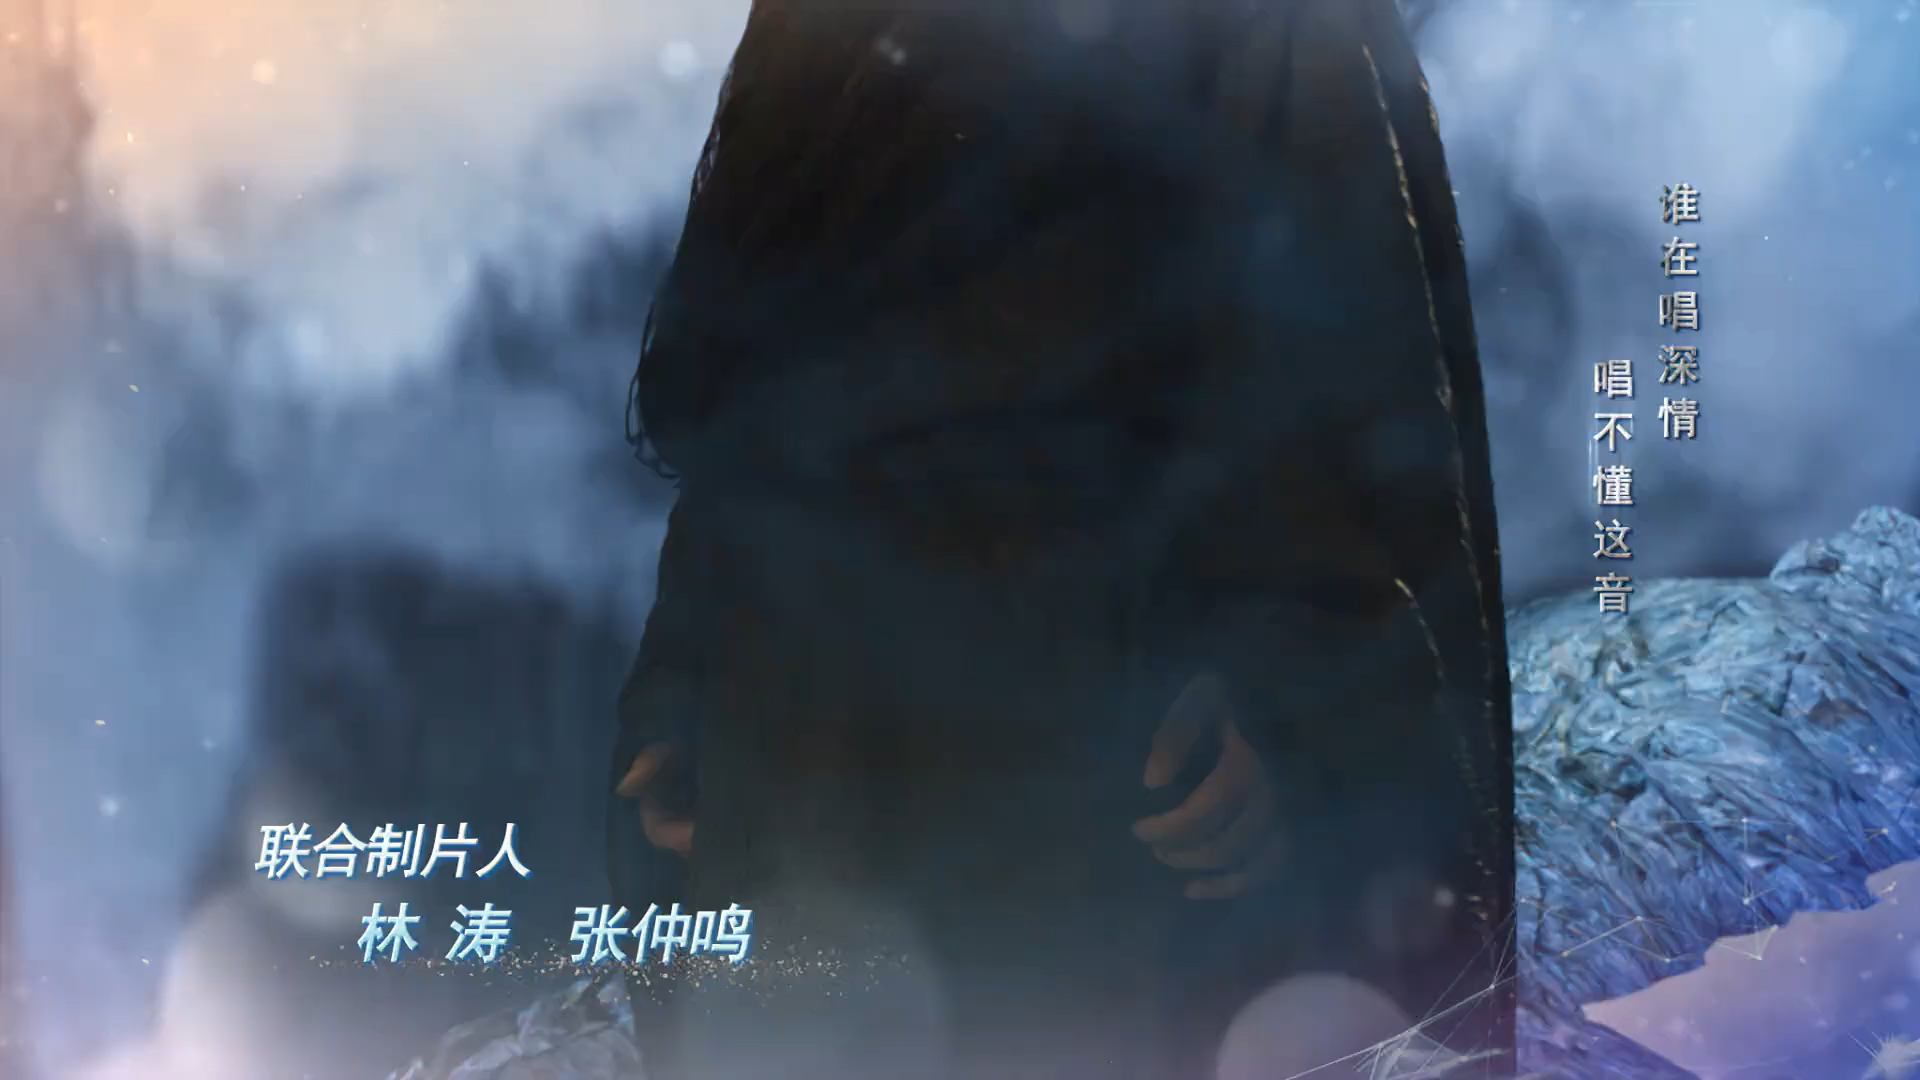 谁在唱深情
唱不懂这音
联合制片人
林 涛 张仲鸣